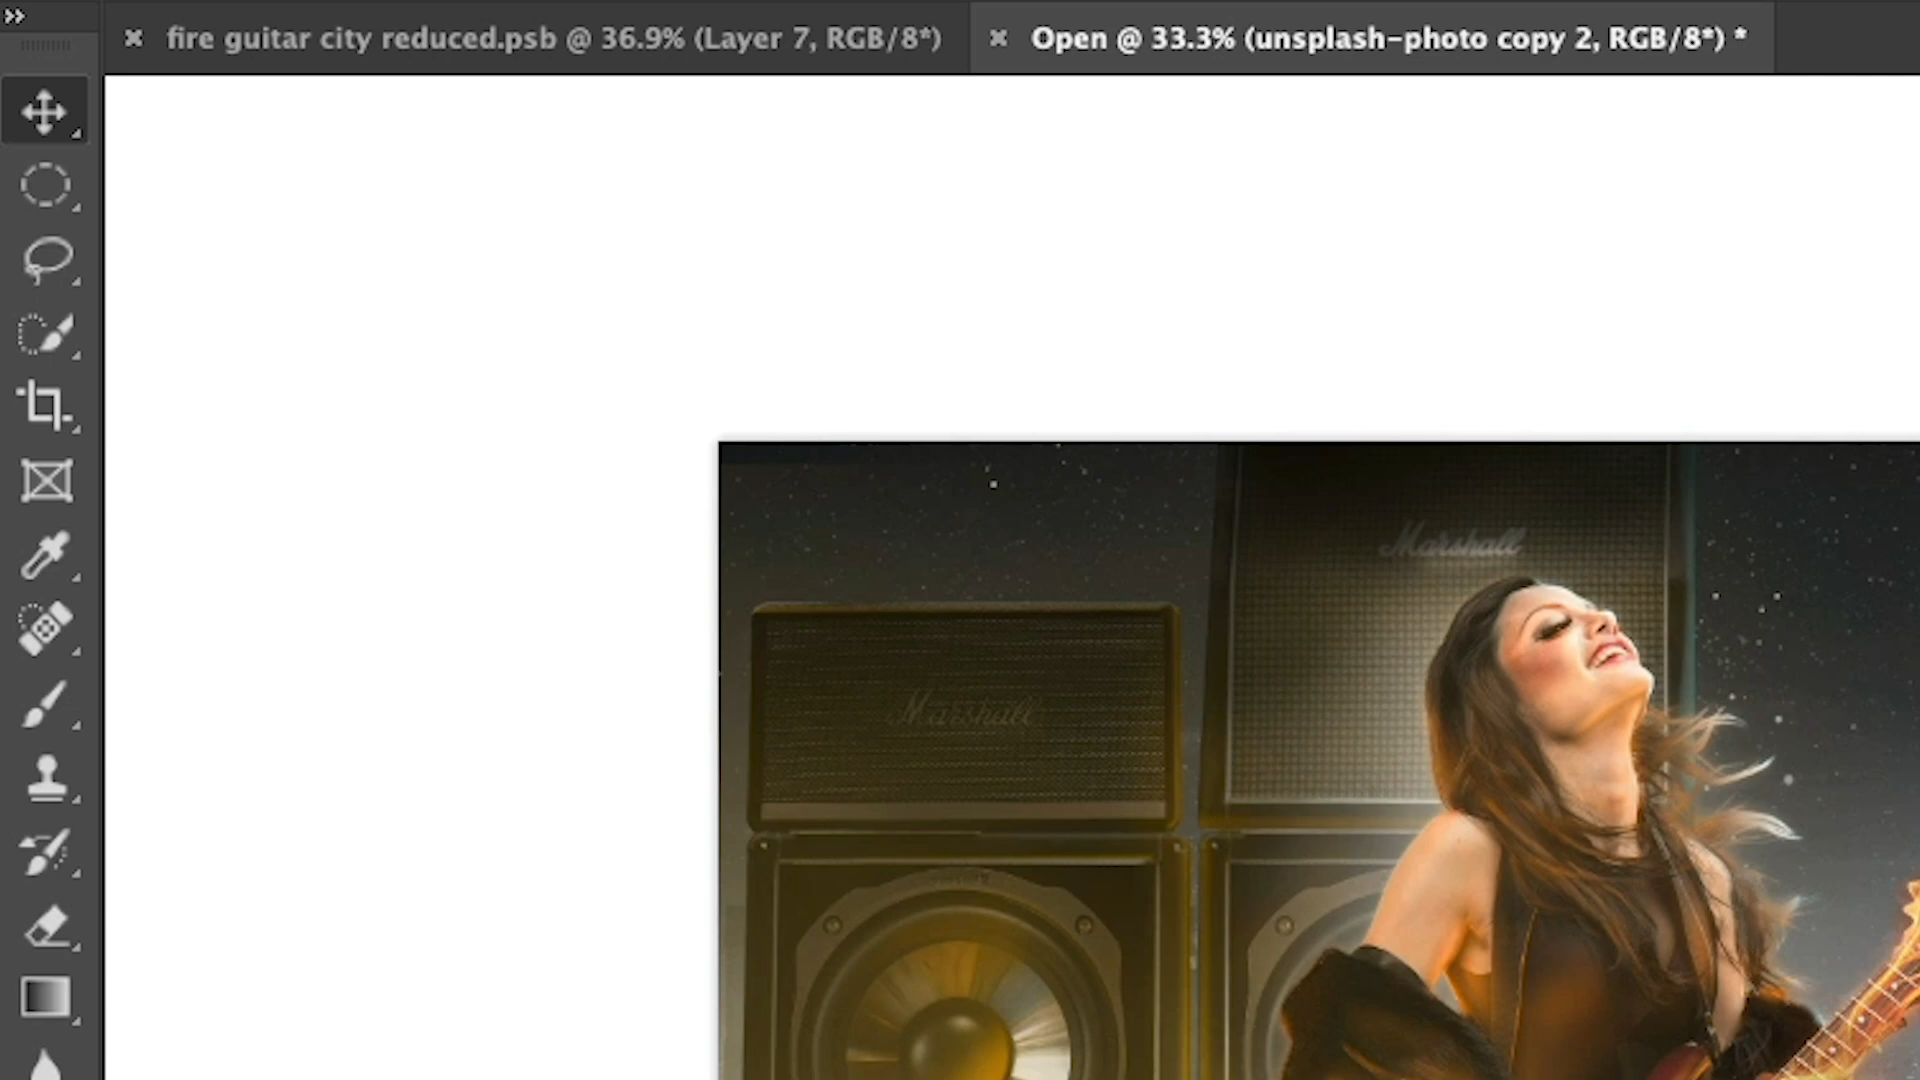 fire guitar city reduced.psb @ 36.9% (Layer 7, RGB/8*)
Open @ 33.3% (unsplash-photo copy 2, RGB/8*) *
Marshall
Marshall